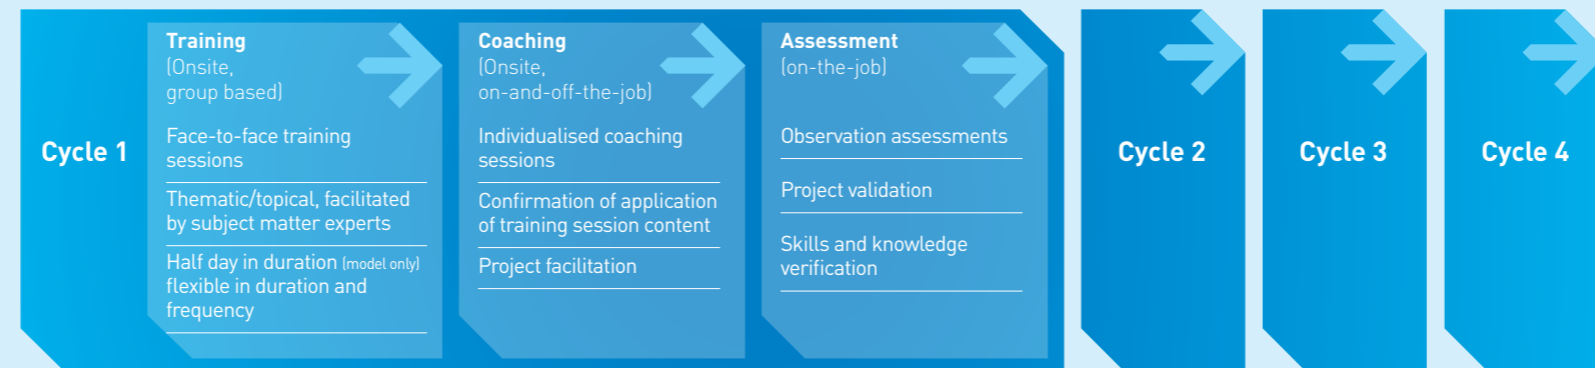 Cycle 1
Training
(Onsite,
group based)
Face-to-face training
sessions
Thematic/topical, facilitated
by subject matter experts
Half day in duration (model only)
flexible in duration and
frequency
Coaching
(Onsite,
on-and-off-the-job)
Individualised coaching
sessions
Confirmation of application
of training session content
Project facilitation
Assessment
(on-the-job)
Observation assessments
Project validation
Skills and knowledge
verification
Cycle 2
Cycle 3
Cycle 4